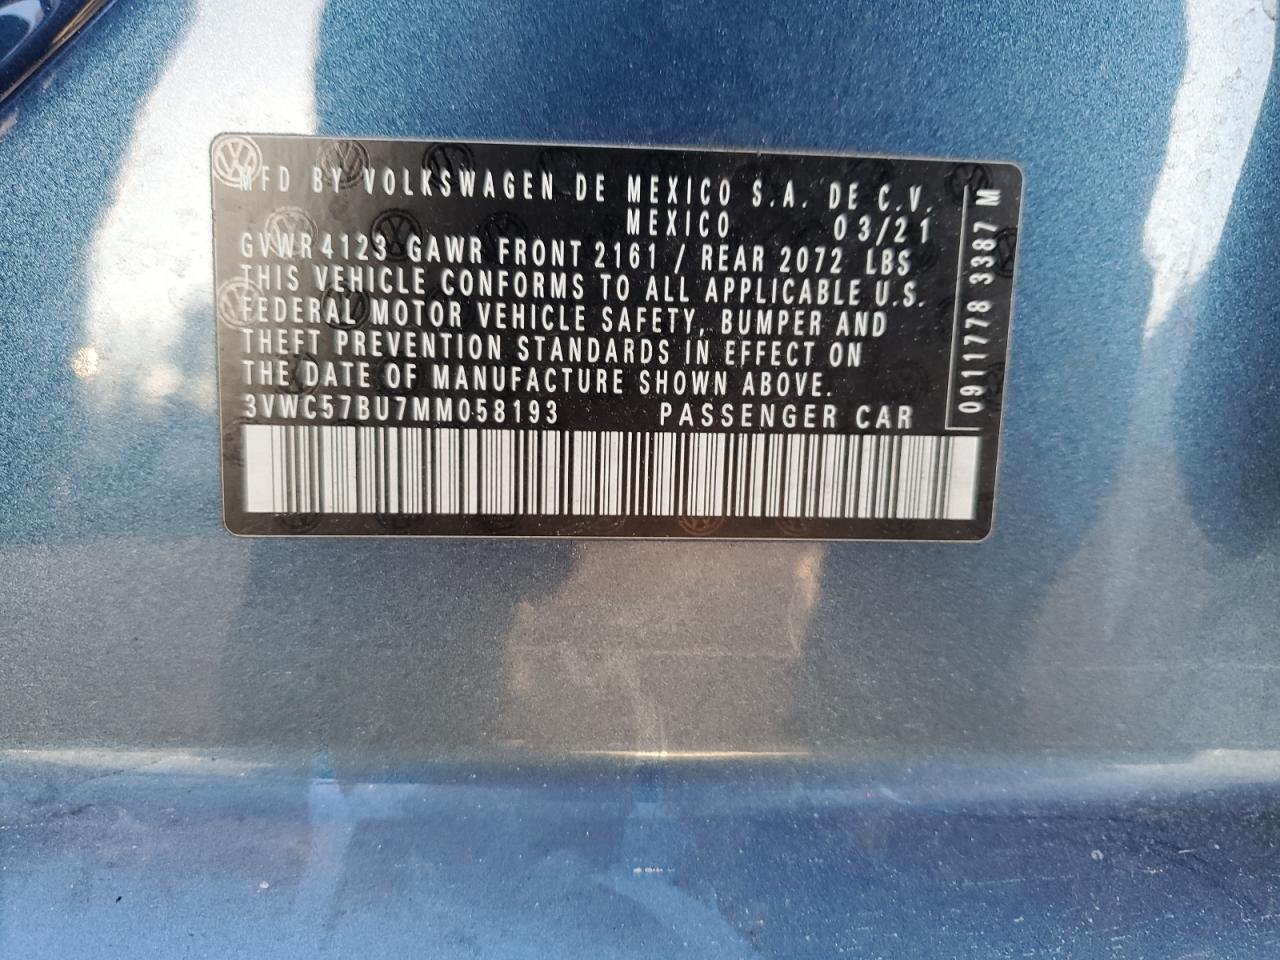 MFD BY VOLKSWAGEN DE MEXICO S.A. DE C.V.
MEXICO 03/21
GVWR 4123 GAWR FRONT 2161 / REAR 2072 LBS
THIS VEHICLE CONFORMS TO ALL APPLICABLE U.S.
FEDERAL MOTOR VEHICLE SAFETY, BUMPER AND
THEFT PREVENTION STANDARDS IN EFFECT ON
THE DATE OF MANUFACTURE SHOWN ABOVE.
3VWC57BU7MM058193 PASSENGER CAR
0911778 3387 M